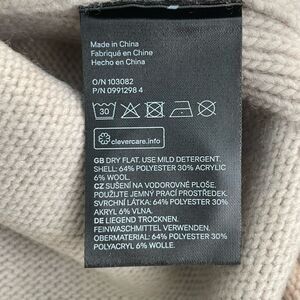 Made in China
Fabriqué en Chine
Hecho en China
O/N 103082
P/N 0991298 4
30
clevercare.info
GB DRY FLAT. USE MILD DETERGENT.
SHELL: 64% POLYESTER 30% ACRYLIC
6% WOOL.
CZ SUŠENÍ NA VODOROVNÉ PLOŠE.
POUŽIJTE JEMNÝ PRACÍ PROSTŘEDEK.
SVRCHNÍ LÁTKA: 64% POLYESTER 30%
AKRYL 6% VLNA.
DE LIEGEND TROCKNEN.
FEINWASCHMITTEL VERWENDEN.
OBERMATERIAL: 64% POLYESTER 30%
POLYACRYL 6% WOLLE.